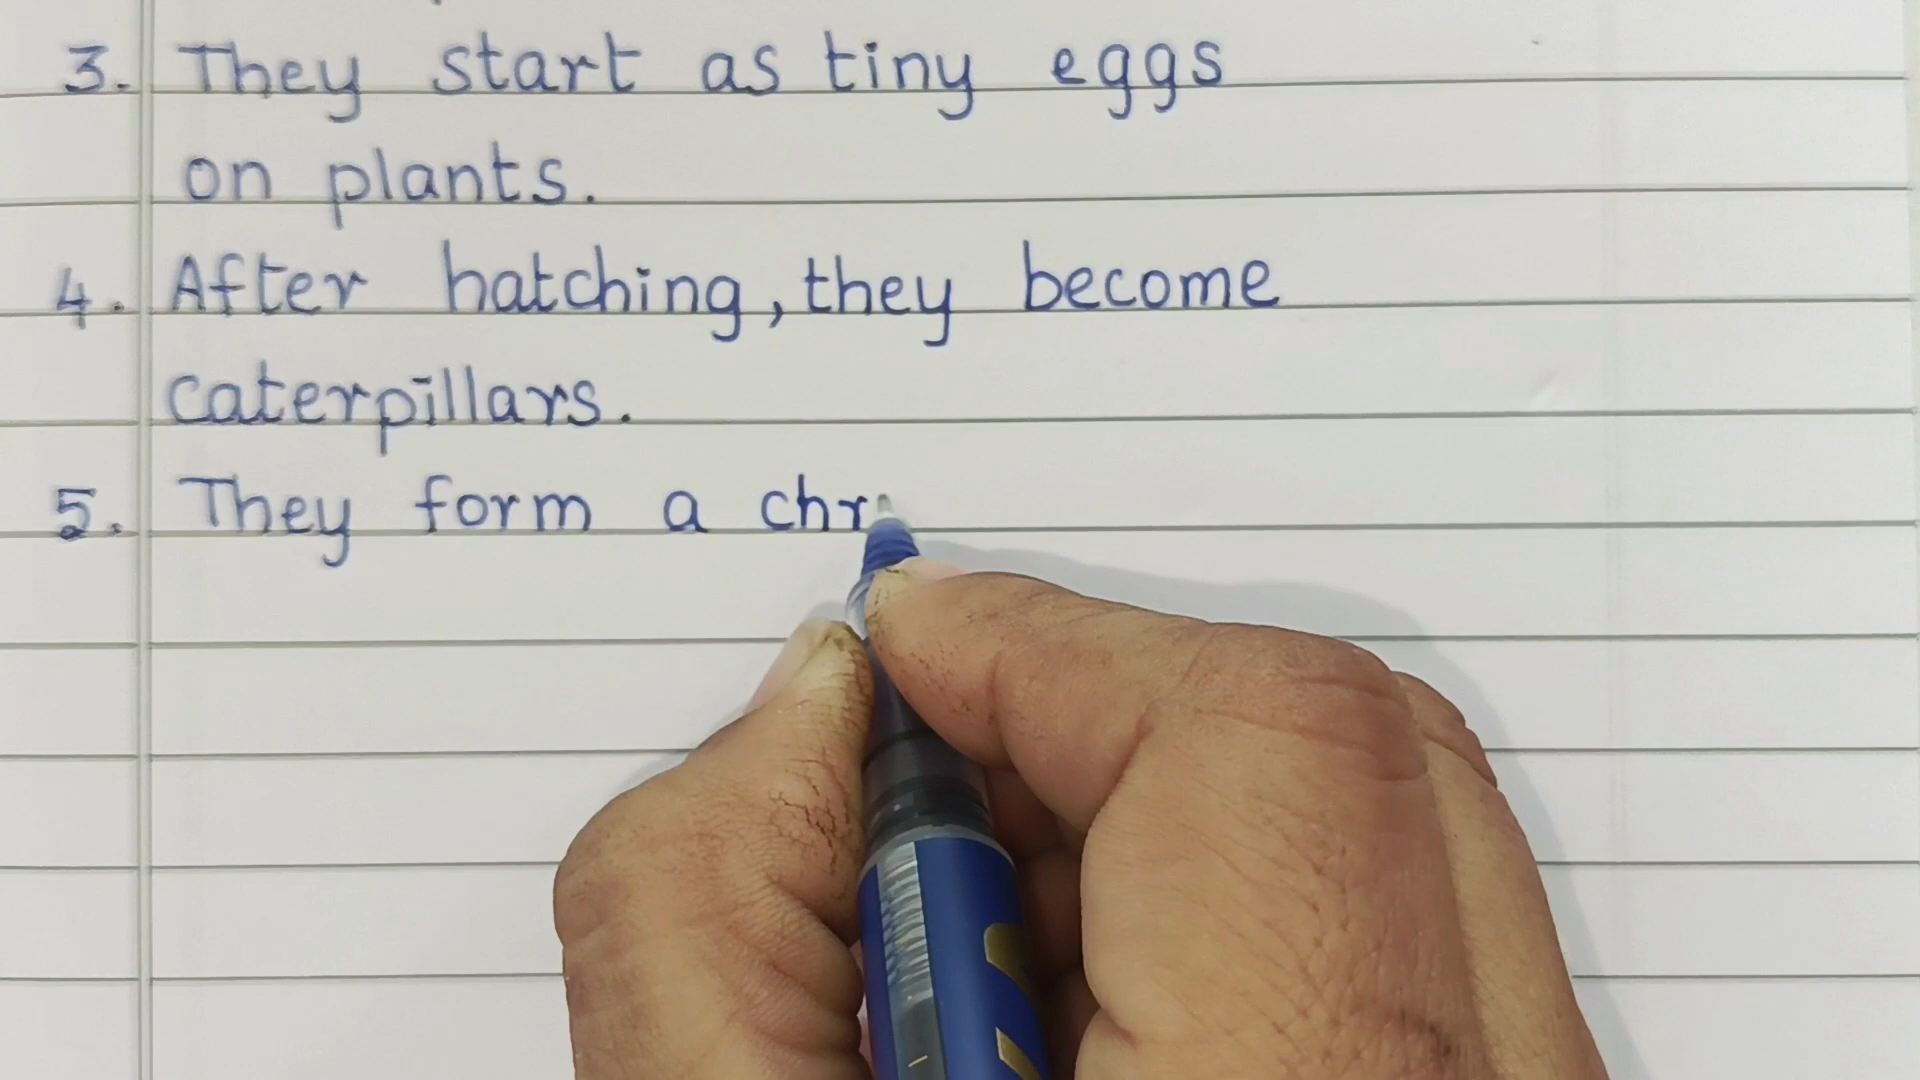 3. They start as tiny eggs
on plants.
4. After hatching, they become
caterpillars.
5. They form a chr